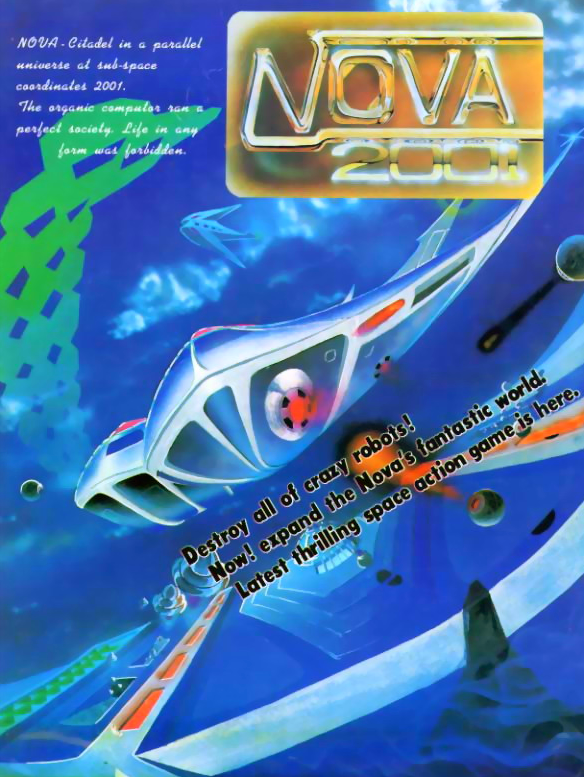 NOVA-Citadel in a parallel
universe at sub-space
coordinates 2001.
The organic computor ran a
perfect society. Life in any
form was forbidden.
NOVA
2001
Destroy all of crazy robots!
Now! expand the Nova's fantastic world.
Latest thrilling space action game is here.